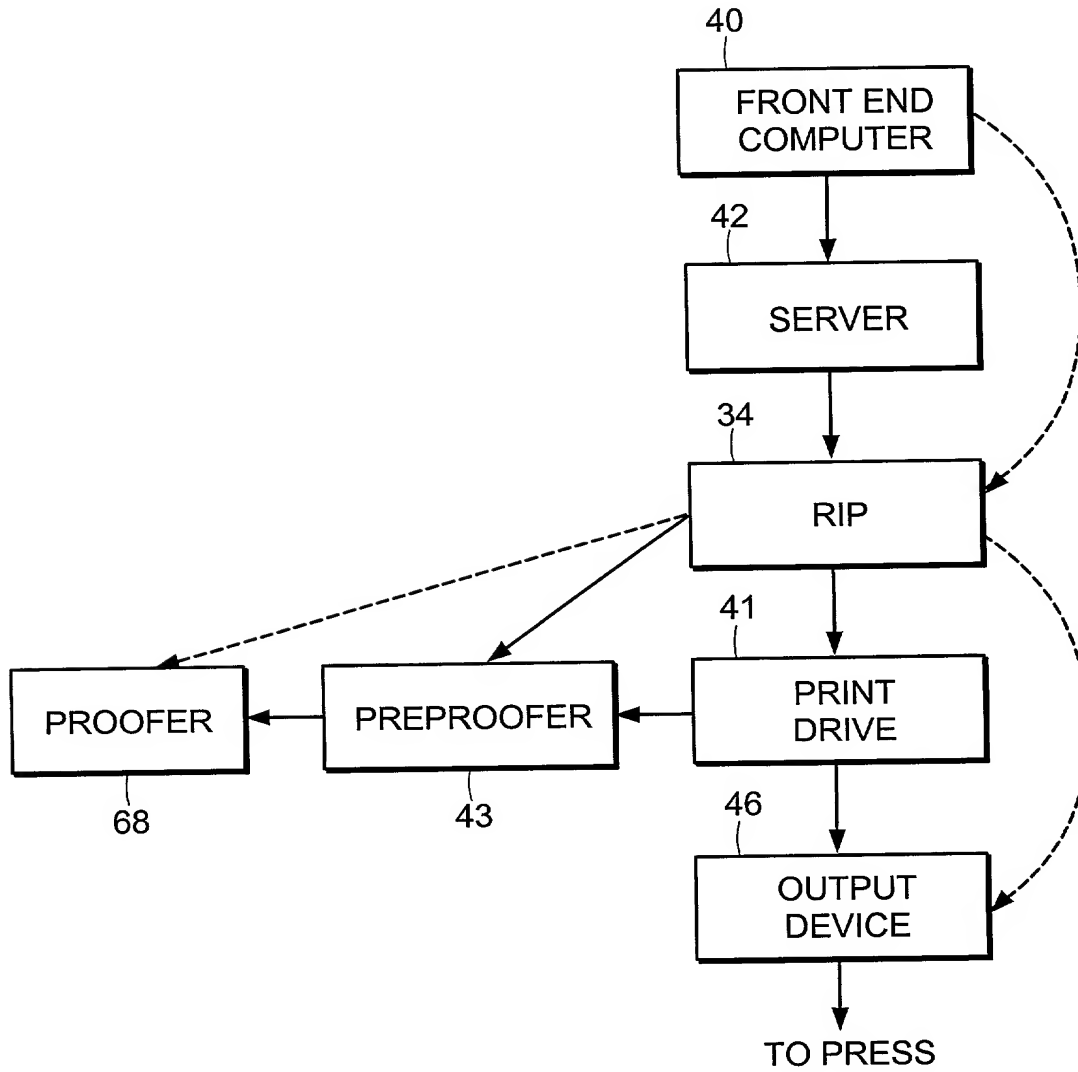 40
FRONT END
COMPUTER
42
SERVER
34
RIP
41
PRINT
DRIVE
PREPROOFER
43
PROOFER
68
46
OUTPUT
DEVICE
TO PRESS